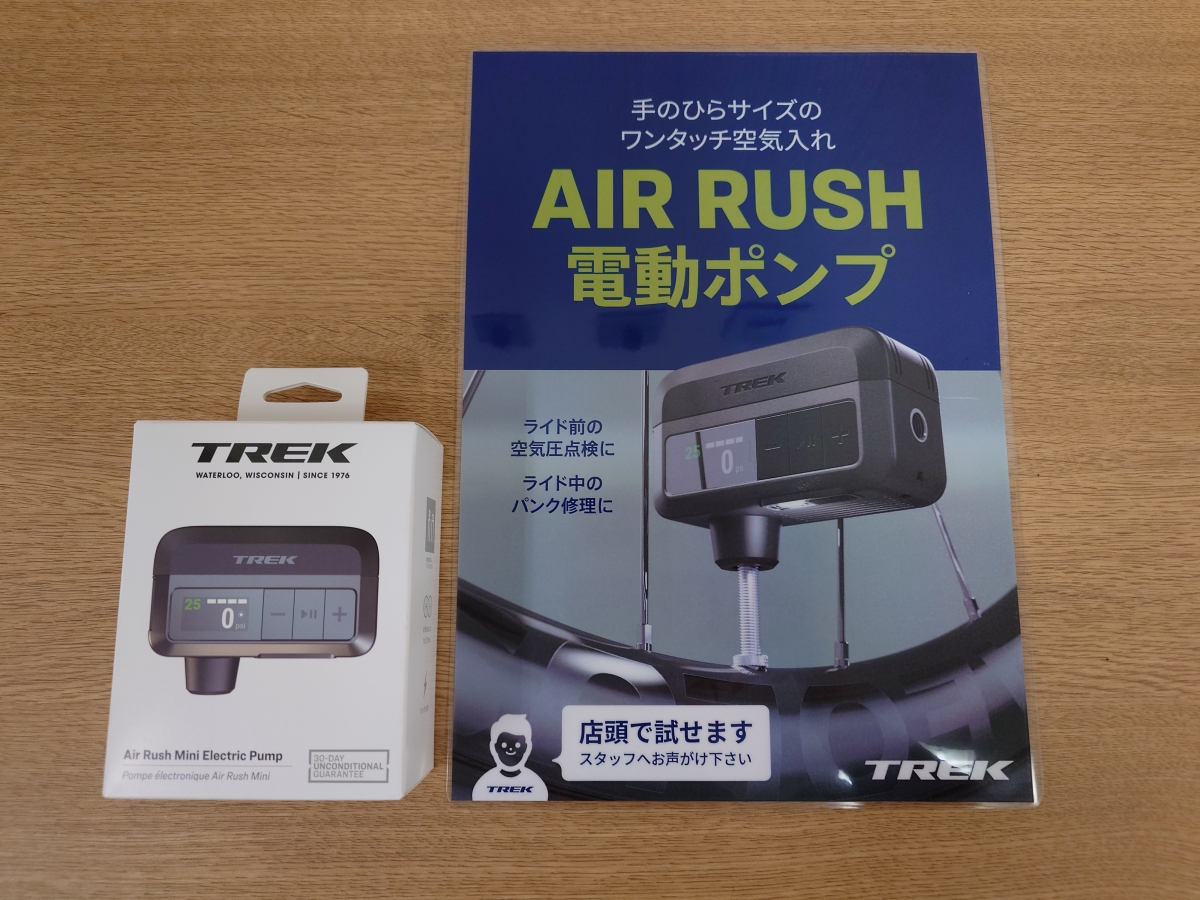 TREK
WATERLOO, WISCONSIN | SINCE 1976
TREK
25
0
psi
Air Rush Mini Electric Pump
Pompe électronique Air Rush Mini
30-DAY
UNCONDITIONAL
GUARANTEE
手のひらサイズの
ワンタッチ空気入れ
AIR RUSH
電動ポンプ
ライド前の
空気圧点検に
ライド中の
パンク修理に
TREK
25
0
店頭で試せます
スタッフへお声がけ下さい
TREK
TREK